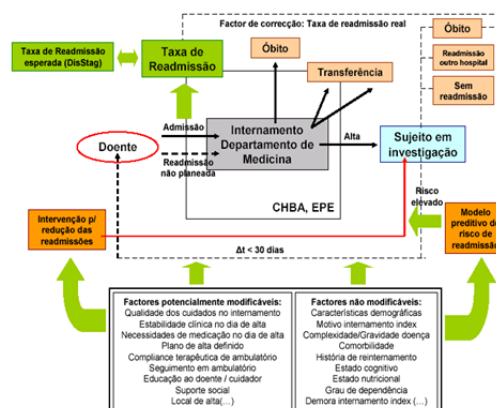 Factor de correcção: Taxa de readmissão real
Taxa de Readmissão
esperada (DisStag)
Taxa de
Readmissão
Óbito
Transferência
Óbito
Readmissão
outro hospital
Sem
readmissão
Admissão
Doente
Readmissão
não planeada
Internamento
Departamento de
Medicina
Alta
Sujeito em
investigação
CHBA, EPE
Risco
elevado
Intervenção p/
redução das
readmissões
Modelo
preditivo de
risco de
readmissão
Δt < 30 dias
Factores potencialmente modificáveis:
Qualidade dos cuidados no internamento
Estabilidade clínica no dia de alta
Necessidades de medicação no dia de alta
Plano de alta definido
Compliance terapêutica de ambulatório
Seguimento em ambulatório
Educação ao doente / cuidador
Suporte social
Local de alta(...)
Factores não modificáveis:
Características demográficas
Motivo internamento index
Complexidade/Gravidade doença
Comorbilidade
História de reinternamento
Estado cognitivo
Estado nutricional
Grau de dependência
Demora internamento index (...)